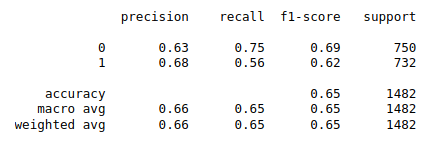 precision recall f1-score support
0 0.63 0.75 0.69 750
1 0.68 0.56 0.62 732
accuracy 0.65 1482
macro avg 0.66 0.65 0.65 1482
weighted avg 0.66 0.65 0.65 1482